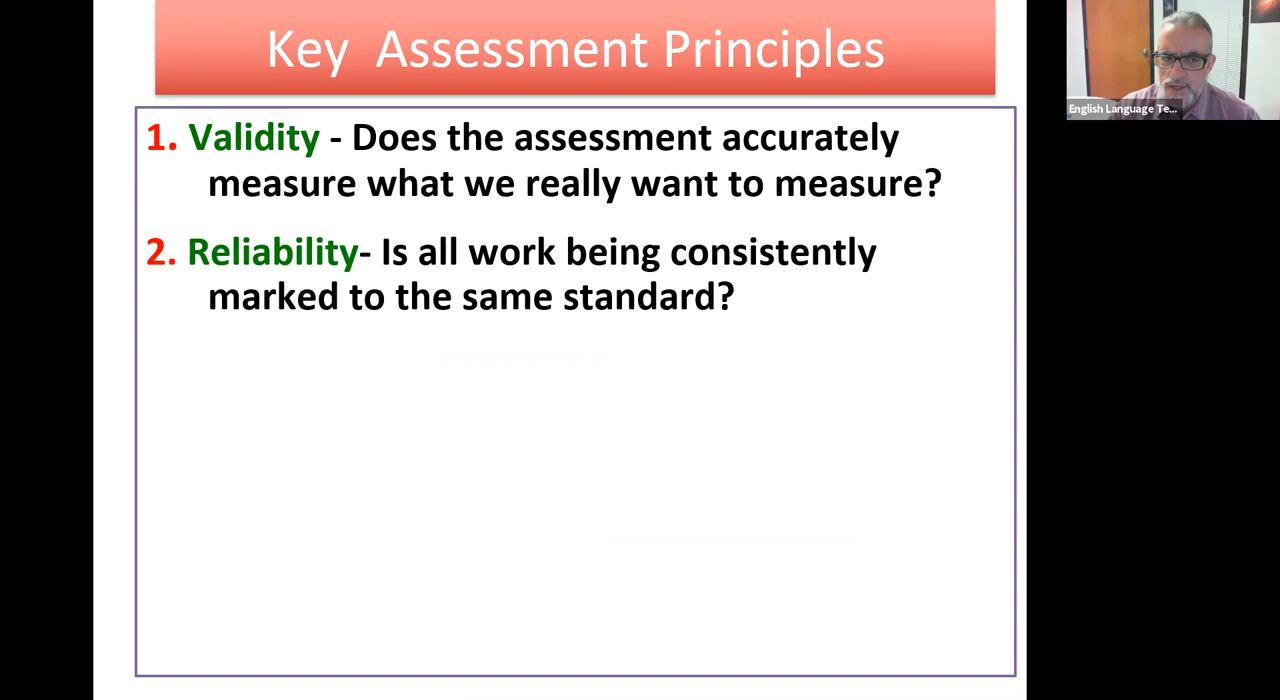 Key Assessment Principles
1. Validity - Does the assessment accurately
measure what we really want to measure?
2. Reliability- Is all work being consistently
marked to the same standard?
English Language Te...